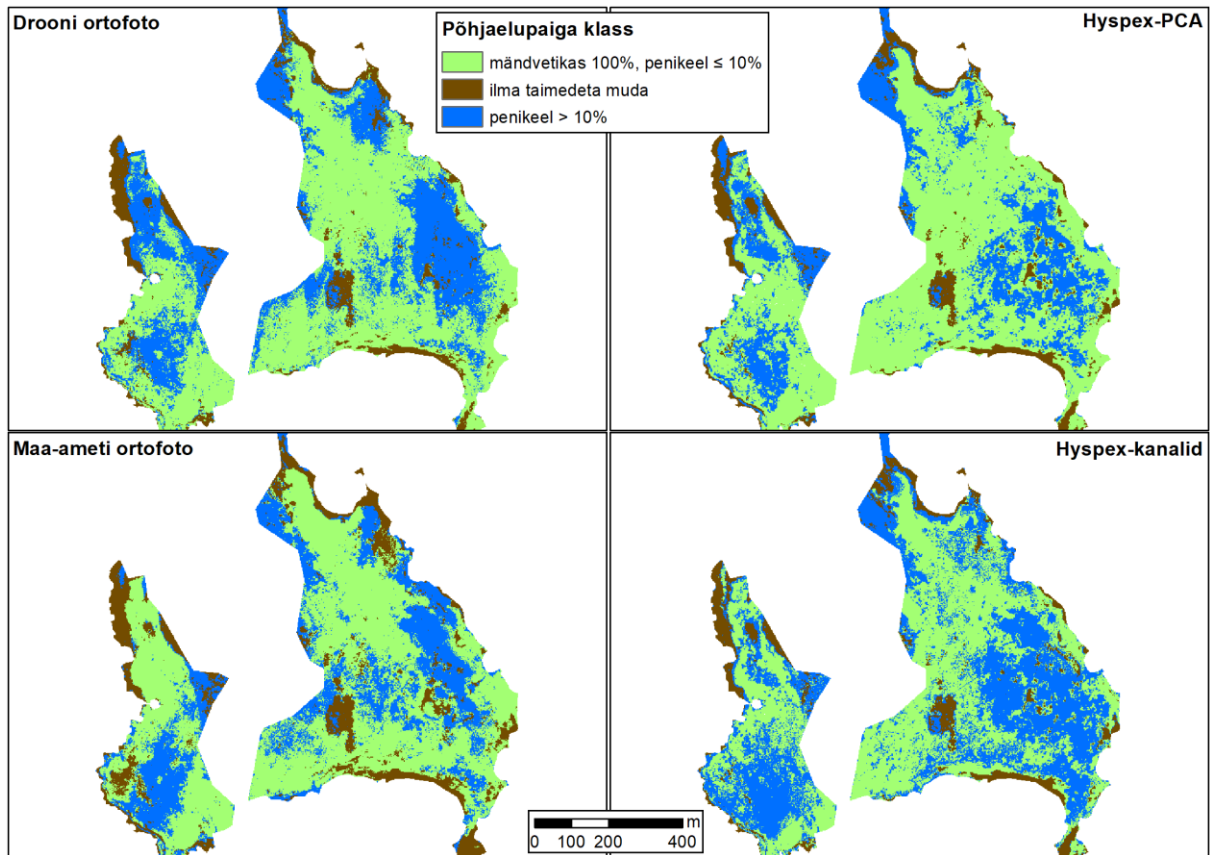 Drooni ortofoto
Hyspex-PCA
Põhjaelupaiga klass
mändvetikas 100%, penikeel ≤ 10%
ilma taimedeta muda
penikeel > 10%
Maa-ameti ortofoto
Hyspex-kanalid
m
0 100 200 400